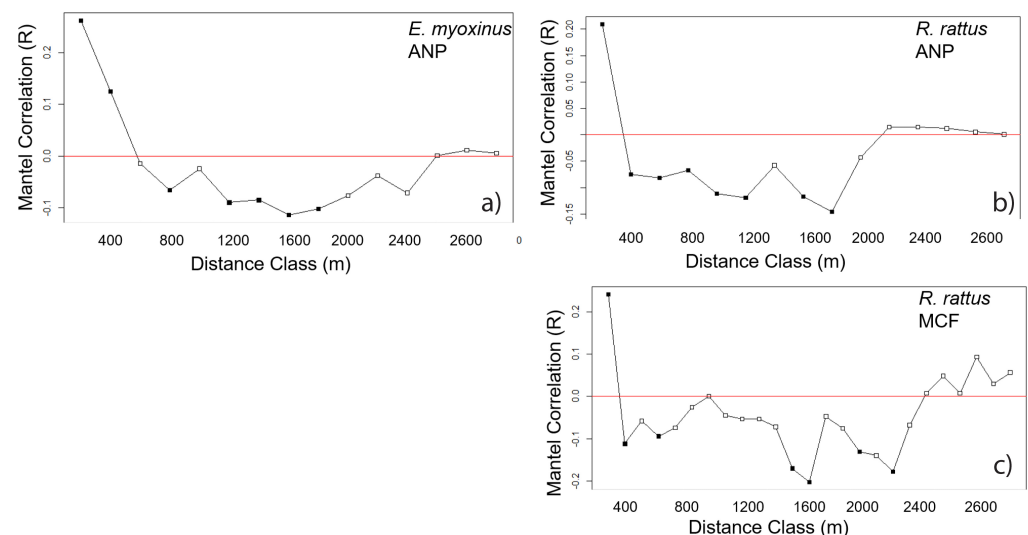 E. myoxinus
ANP
Mantel Correlation (R)
0.2
0.1
0.0
-0.1
a)
400 800 1200 1600 2000 2400 2600 0
Distance Class (m)
R. rattus
ANP
Mantel Correlation (R)
0.20
0.15
0.10
0.05
-0.05
-0.15
b)
400 800 1200 1600 2000 2400 2600
Distance Class (m)
R. rattus
MCF
Mantel Correlation (R)
0.2
0.1
0.0
-0.1
-0.2
c)
400 800 1200 1600 2000 2400 2600
Distance Class (m)